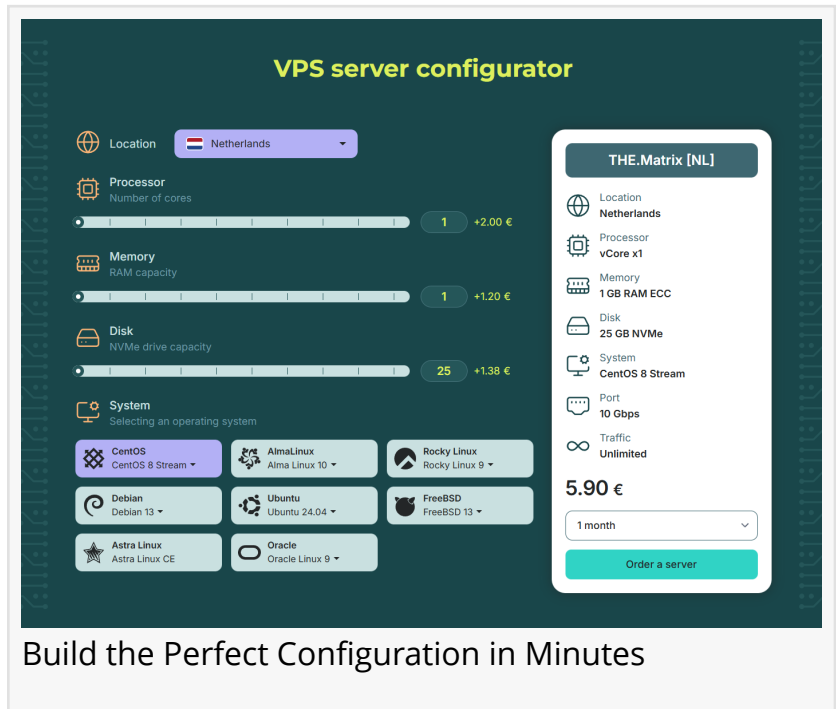 VPS server configurator
Location
Netherlands
Processor
Number of cores
1
+2.00 €
Memory
RAM capacity
1
+1.20 €
Disk
NVMe drive capacity
25
+1.38 €
System
Selecting an operating system
CentOS
CentOS 8 Stream
AlmaLinux
Alma Linux 10
Rocky Linux
Rocky Linux 9
Debian
Debian 13
Ubuntu
Ubuntu 24.04
FreeBSD
FreeBSD 13
Astra Linux
Astra Linux CE
Oracle
Oracle Linux 9
THE.Matrix [NL]
Location
Netherlands
Processor
vCore x1
Memory
1 GB RAM ECC
Disk
25 GB NVMe
System
CentOS 8 Stream
Port
10 Gbps
Traffic
Unlimited
5.90 €
1 month
Order a server
Build the Perfect Configuration in Minutes